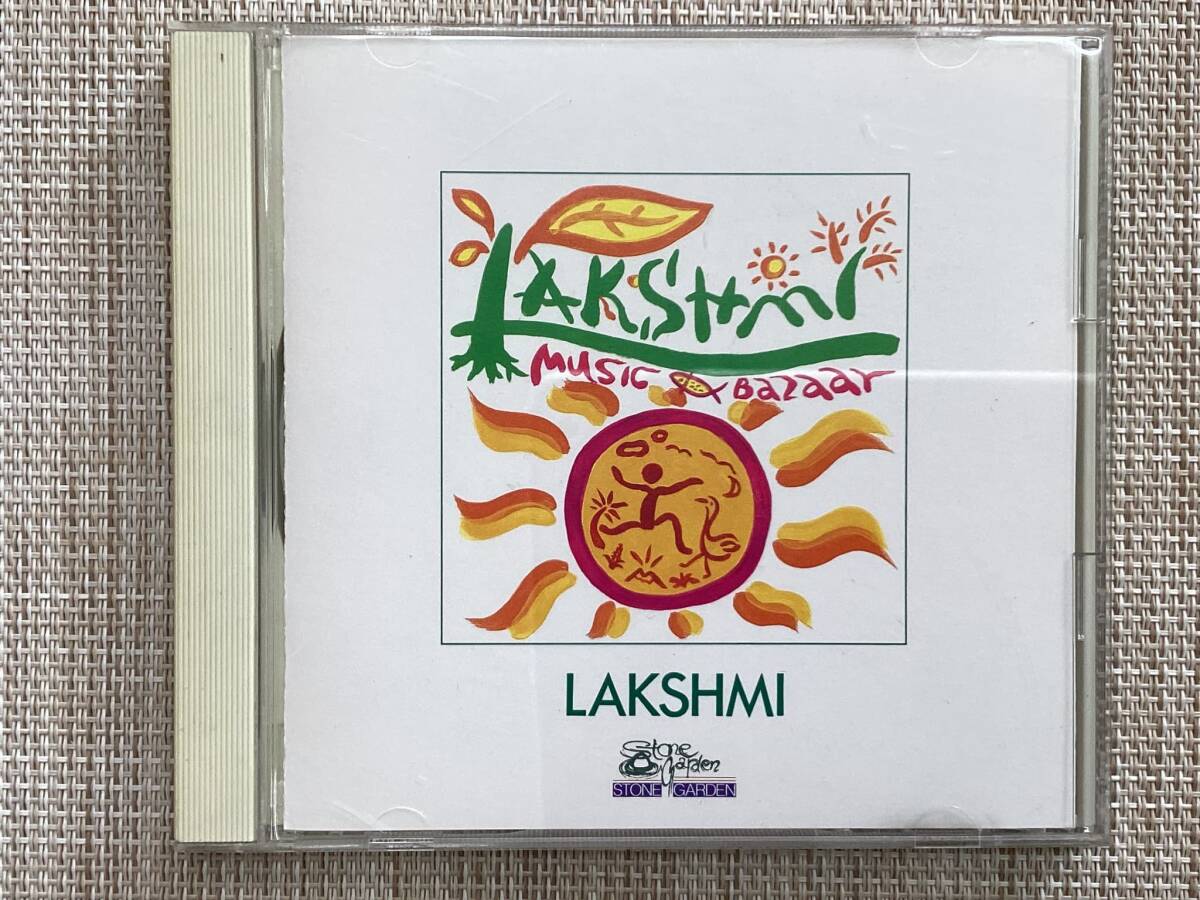 LAKSHMI
MUSIC BAZAAR
LAKSHMI
Stone Garden
STONE GARDEN